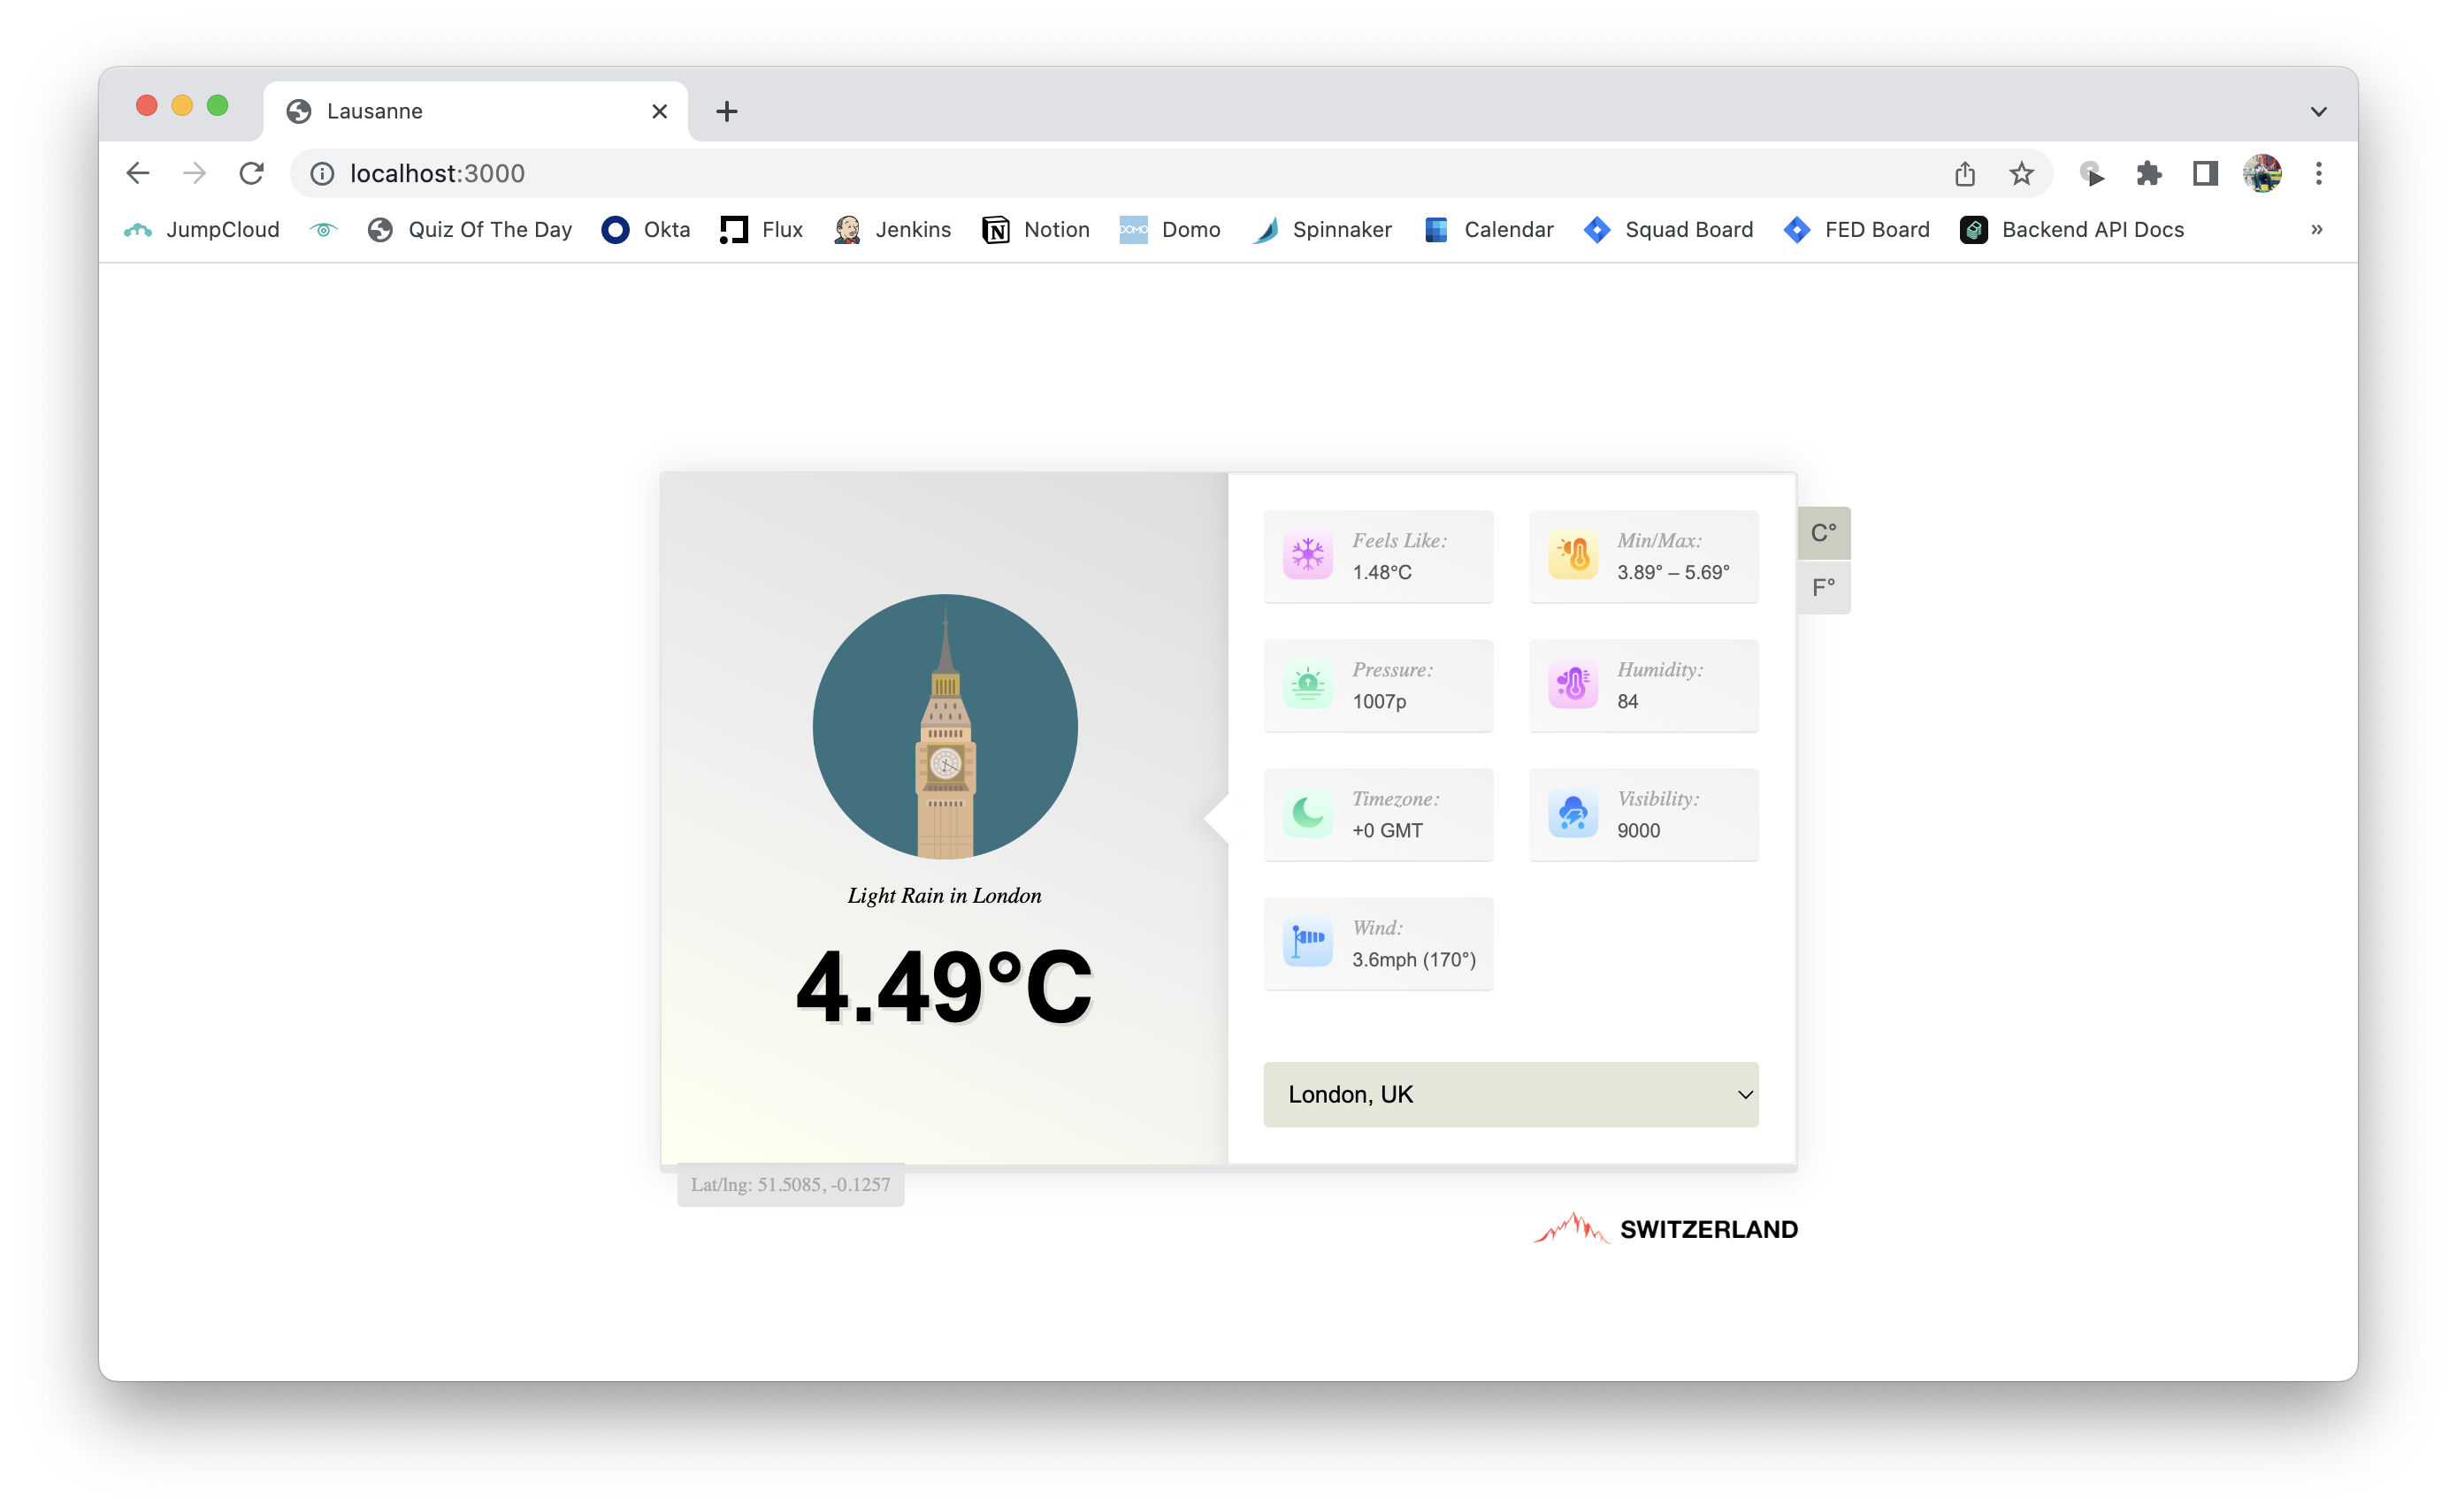 Lausanne
localhost:3000
JumpCloud Quiz Of The Day Okta Flux Jenkins Notion DOMO Domo Spinnaker Calendar Squad Board FED Board Backend API Docs »
Light Rain in London
4.49°C
Feels Like:
1.48°C
Min/Max:
3.89° – 5.69°
Pressure:
1007p
Humidity:
84
Timezone:
+0 GMT
Visibility:
9000
Wind:
3.6mph (170°)
London, UK
C°
F°
Lat/lng: 51.5085, -0.1257
SWITZERLAND